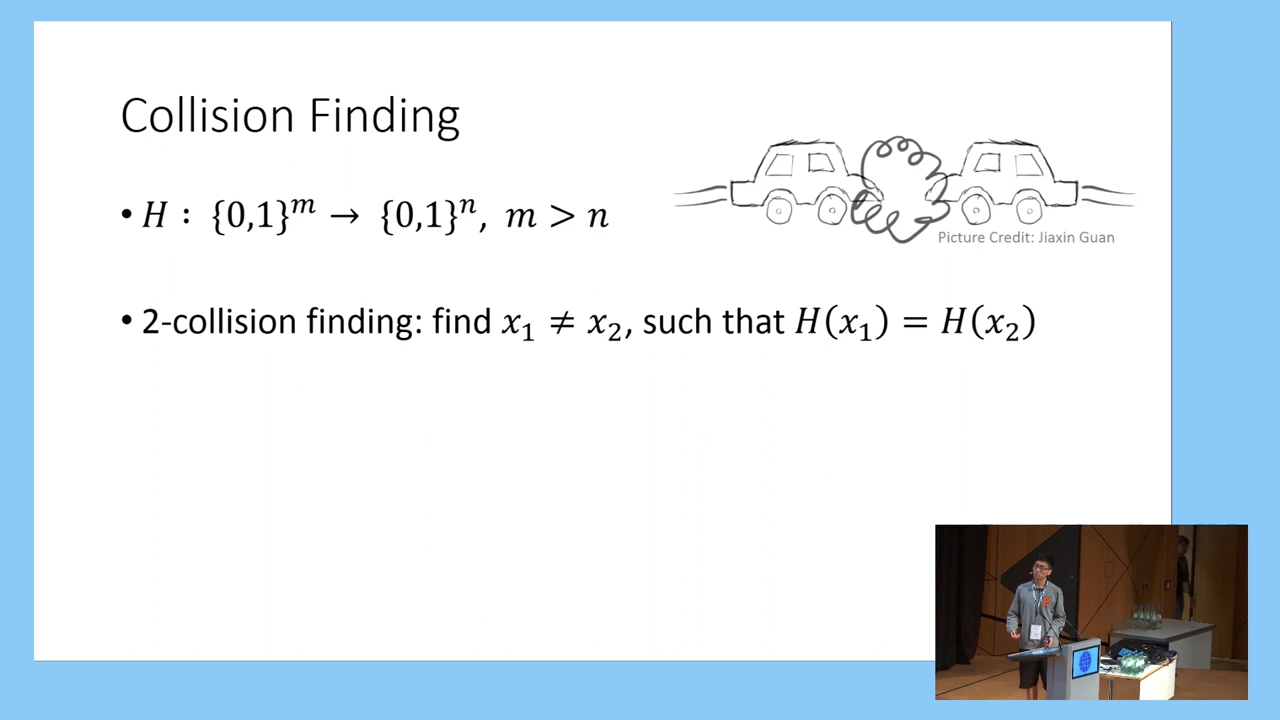 Collision Finding
• 𝐻 : {0,1}ᵐ → {0,1}ⁿ, 𝑚 > 𝑛
Picture Credit: Jiaxin Guan
• 2-collision finding: find 𝑥₁ ≠ 𝑥₂, such that 𝐻(𝑥₁) = 𝐻(𝑥₂)